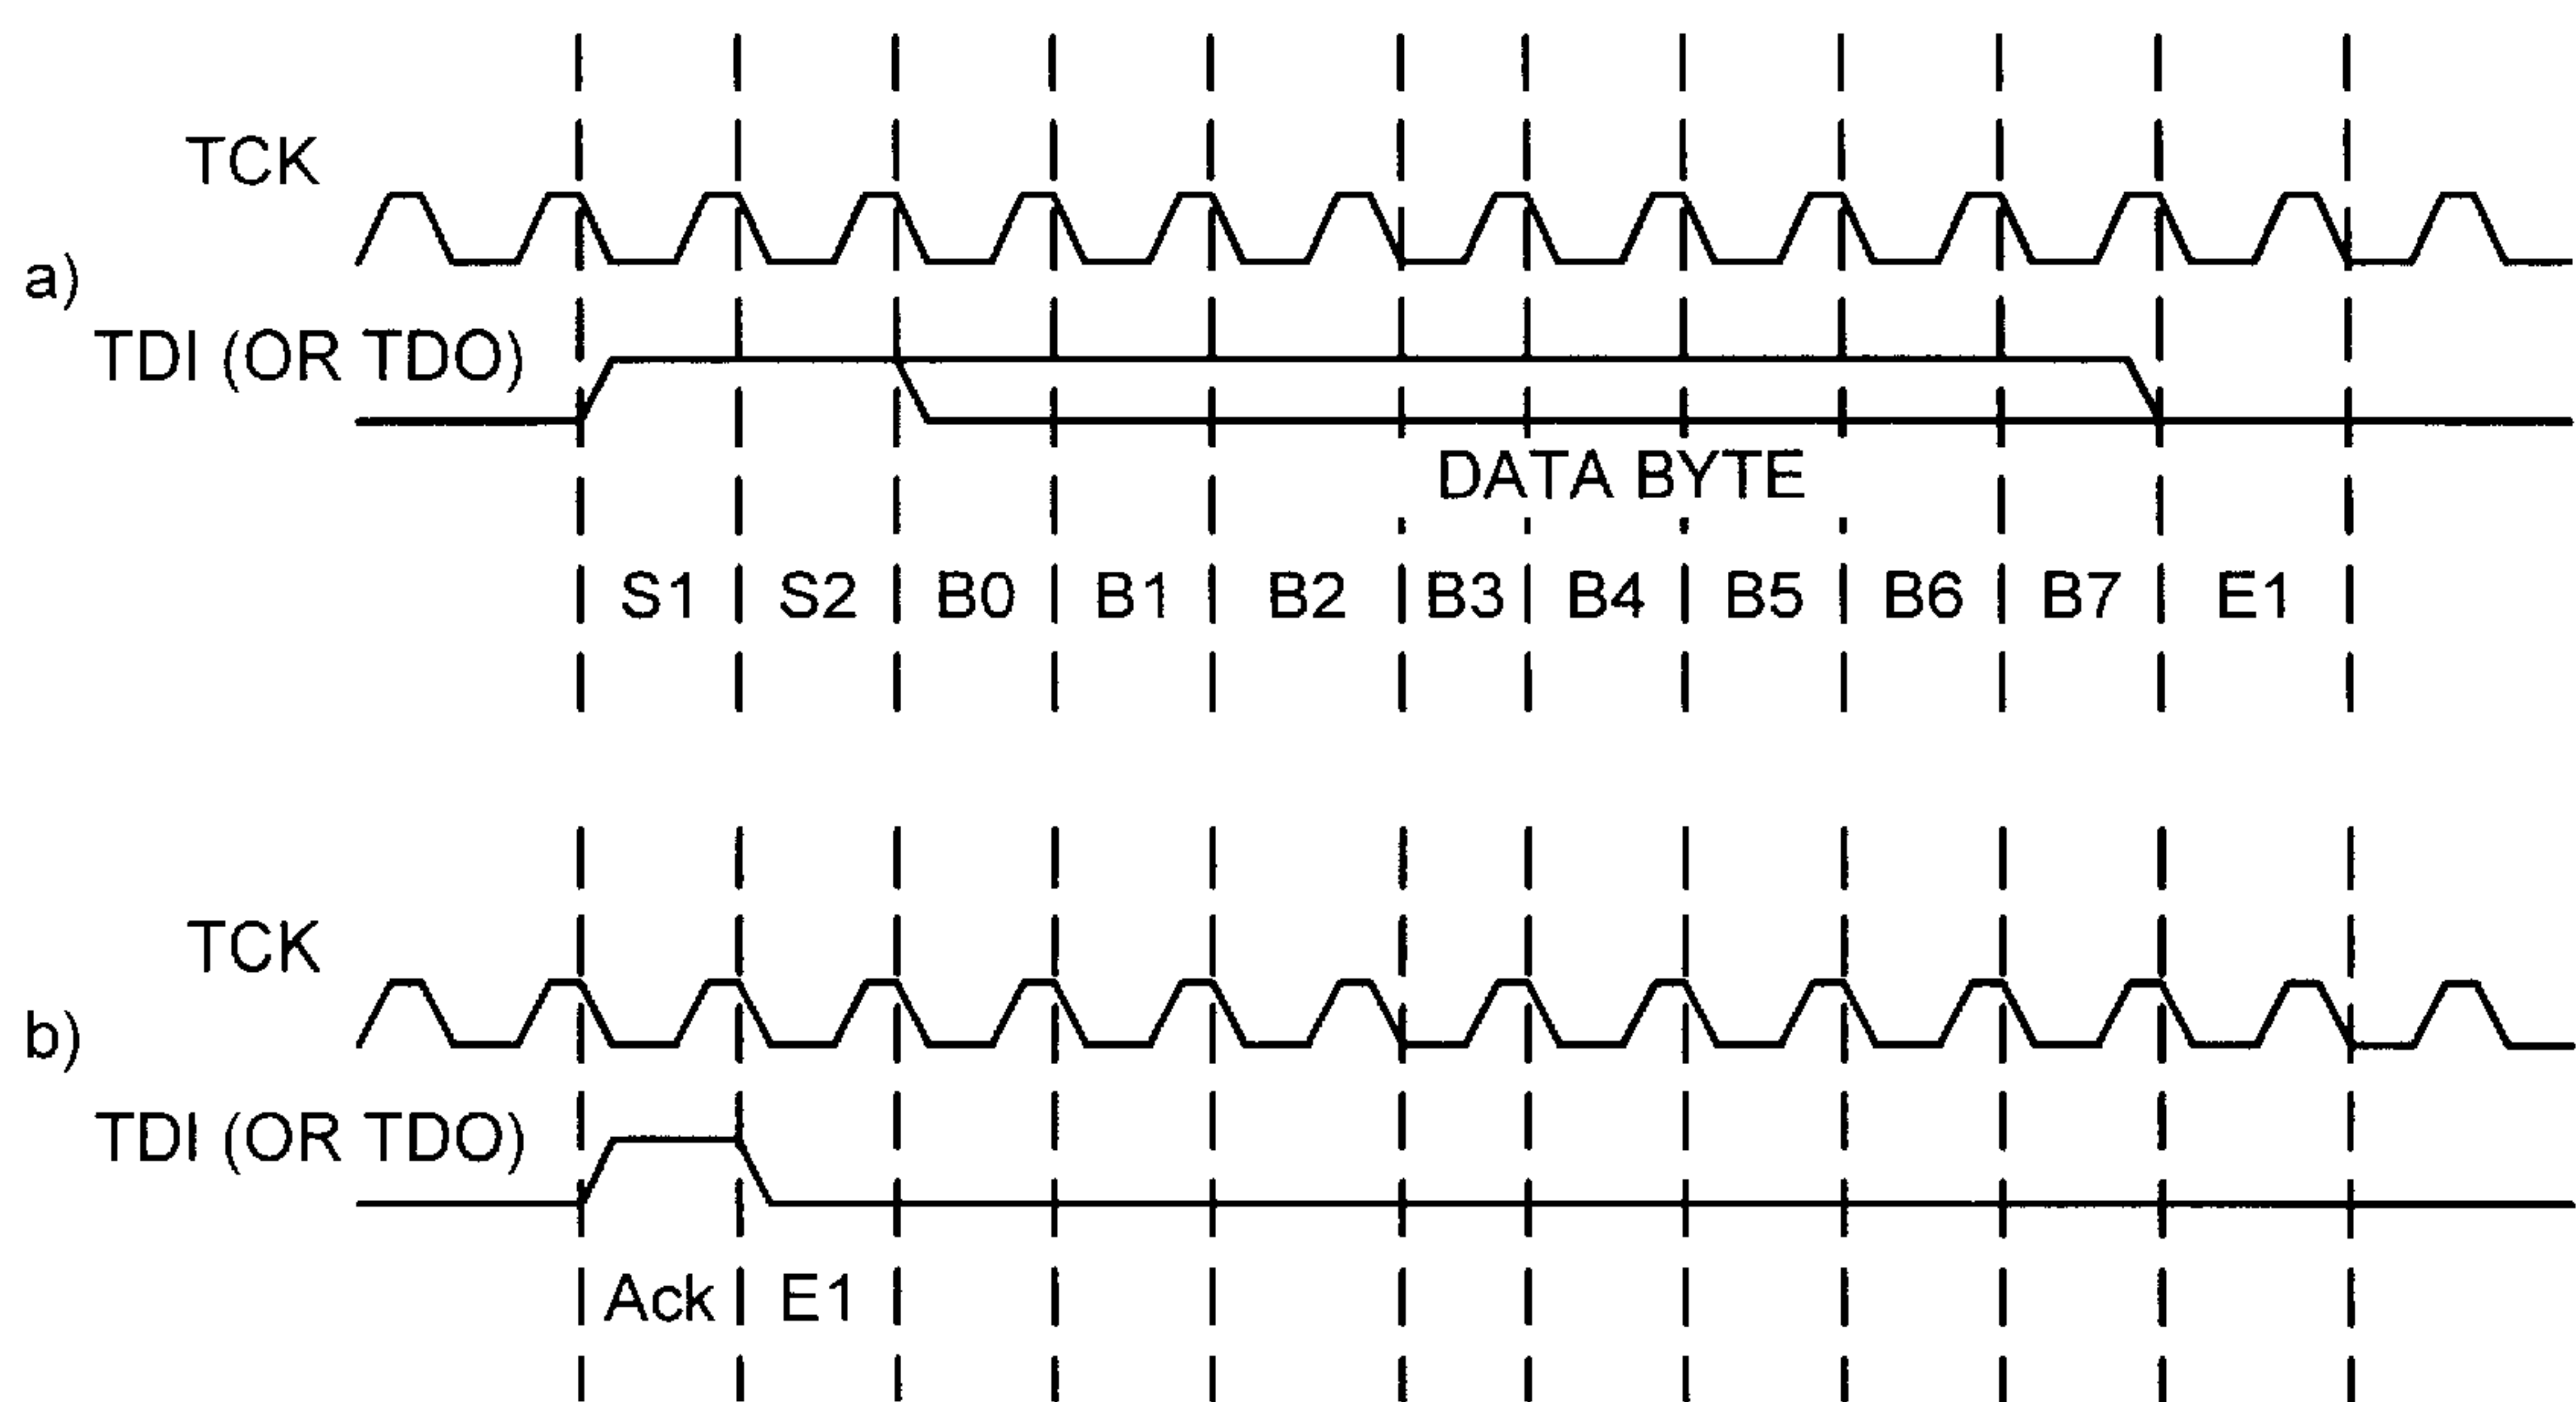 TCK
a)
TDI (OR TDO)
DATA BYTE
S1 S2 B0 B1 B2 B3 B4 B5 B6 B7 E1
TCK
b)
TDI (OR TDO)
Ack E1